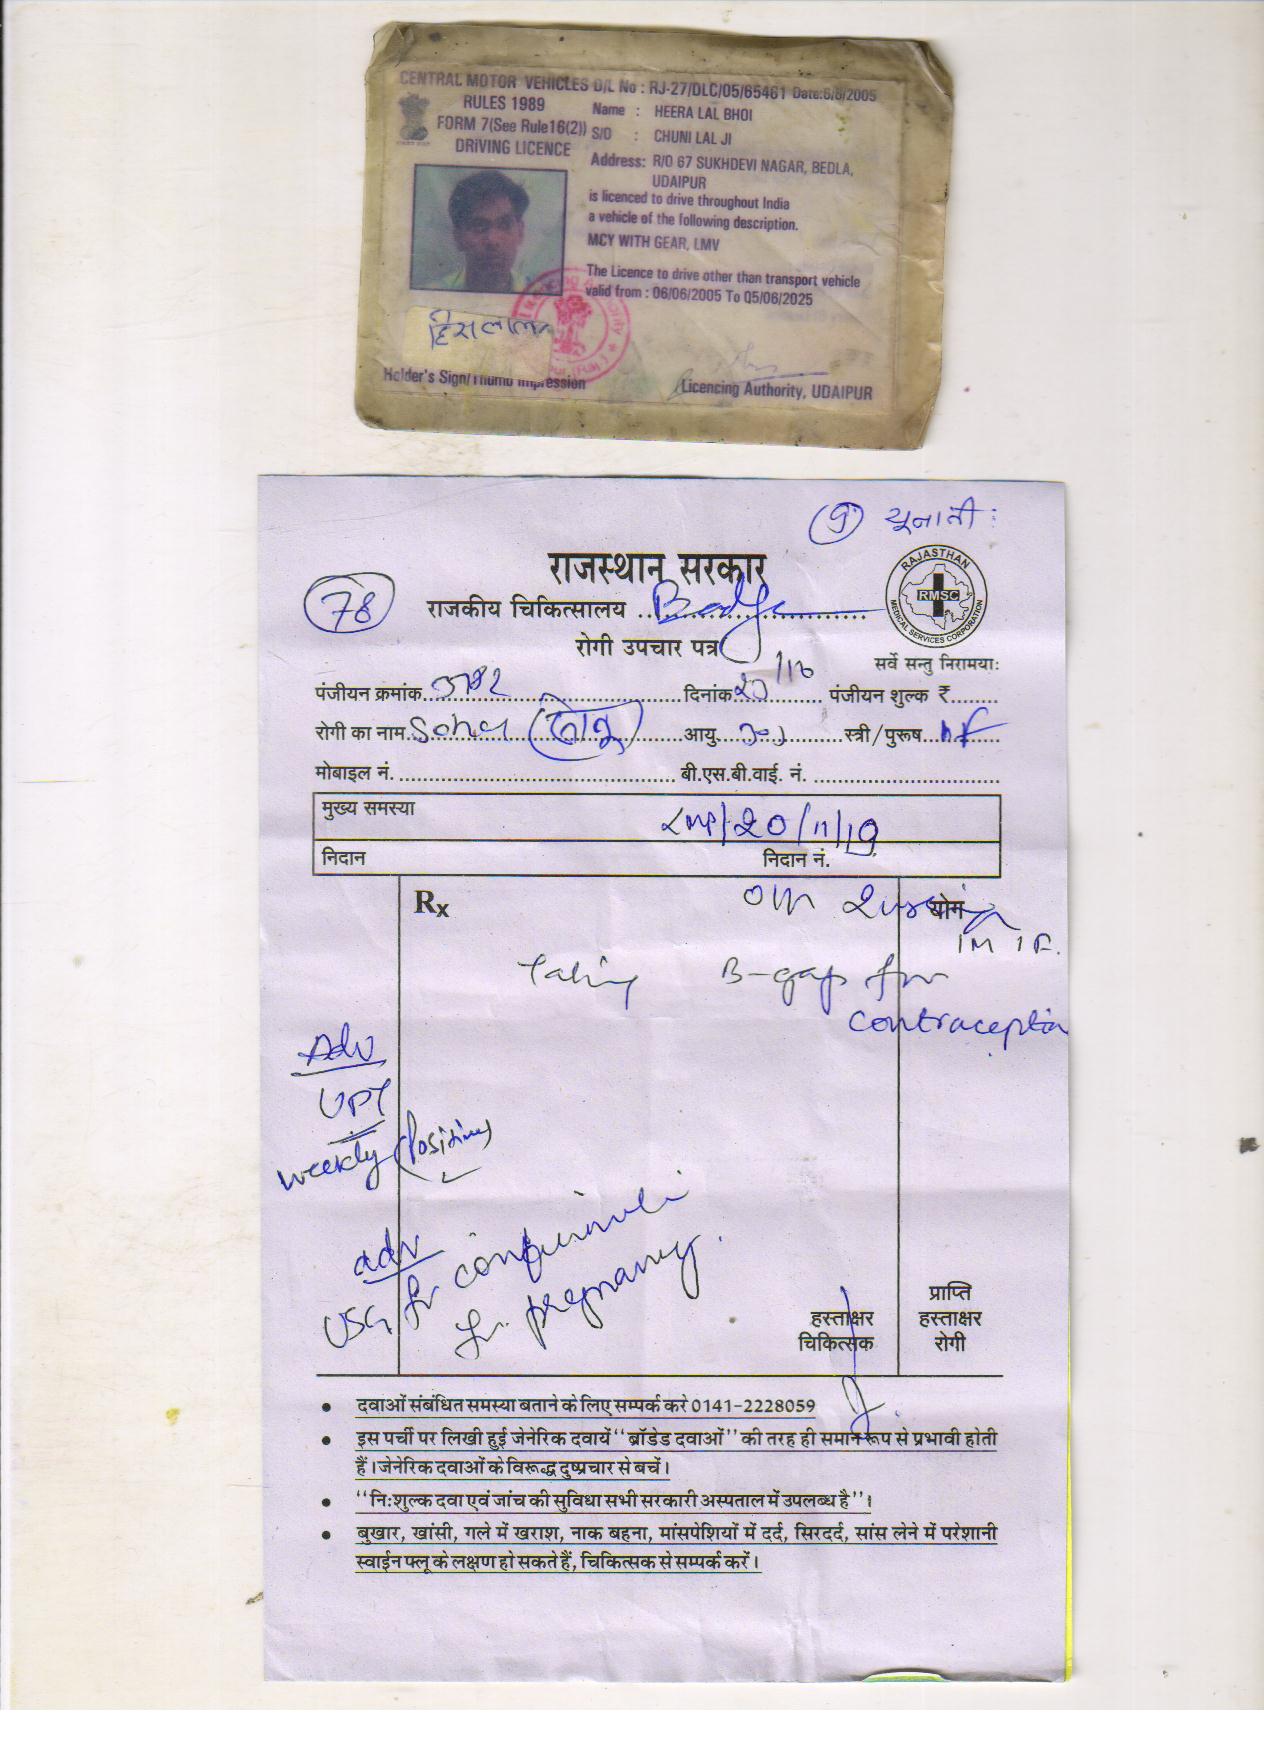 CENTRAL MOTOR VEHICLES D/L No : RJ-27/DLC/05/65461 Date:6/6/2005
RULES 1989
FORM 7(See Rule16(2))
DRIVING LICENCE
Name : HEERA LAL BHOI
S/O : CHUNI LAL JI
Address: R/O 67 SUKHDEVI NAGAR, BEDLA,
UDAIPUR
is licenced to drive throughout India
a vehicle of the following description.
MCY WITH GEAR, LMV
The Licence to drive other than transport vehicle
valid from : 06/06/2005 To 05/06/2025
Holder's Sign/Thumb Impression
Licencing Authority, UDAIPUR
9
राजस्थान सरकार
RAJASTHAN
RMSC
MEDICAL SERVICES CORPORATION
78
राजकीय चिकित्सालय
रोगी उपचार पत्र
सर्वे सन्तु निरामयाः
पंजीयन क्रमांक दिनांक पंजीयन शुल्क ₹
रोगी का नाम आयु स्त्री/पुरूष
मोबाइल नं. बी.एस.बी.वाई. नं.
मुख्य समस्या LMP/20/11/19
निदान निदान नं.
Rx योग
Taking B-gap for
contraception
Adv
UPT
weekly (Positive)
adv
USG for
for pregnancy.
हस्ताक्षर
चिकित्सक
प्राप्ति
हस्ताक्षर
रोगी
• दवाओं संबंधित समस्या बताने के लिए सम्पर्क करे 0141-2228059
• इस पर्ची पर लिखी हुई जेनेरिक दवायें "ब्रॉडेड दवाओं" की तरह ही समान रूप से प्रभावी होती
हैं। जेनेरिक दवाओं के विरूद्ध दुष्प्रचार से बचें।
• "निःशुल्क दवा एवं जांच की सुविधा सभी सरकारी अस्पताल में उपलब्ध है"।
• बुखार, खांसी, गले में खराश, नाक बहना, मांसपेशियों में दर्द, सिरदर्द, सांस लेने में परेशानी
स्वाईन फ्लू के लक्षण हो सकते हैं, चिकित्सक से सम्पर्क करें।